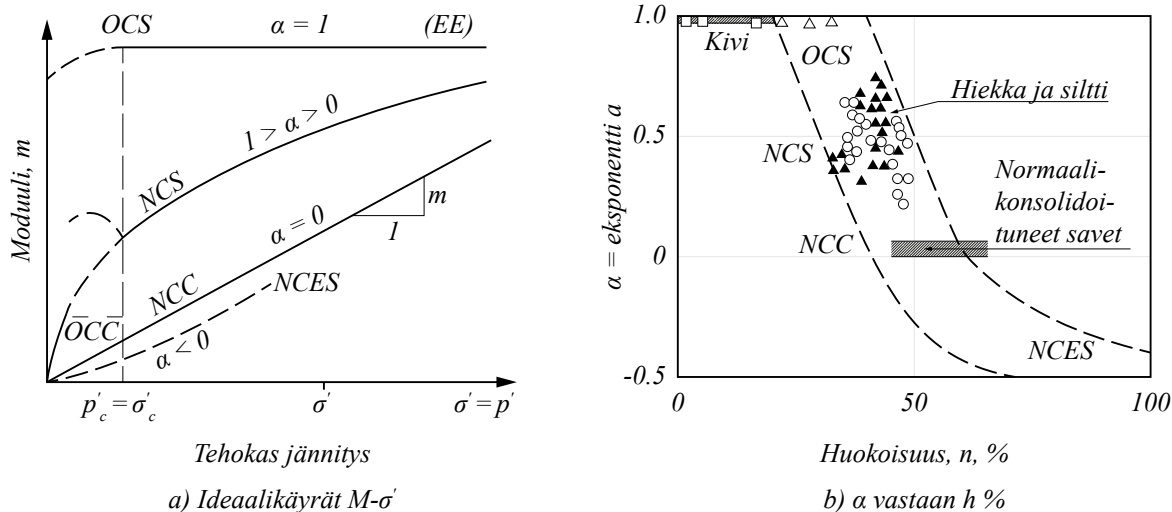 OCS
α = 1
(EE)
1 > α > 0
NCS
α = 0
m
1
NCC
NCES
OCC
α < 0
Moduuli, m
p'c = σ'c
σ'
σ' = p'
Tehokas jännitys
a) Ideaalikäyrät M-σ'
1.0
0.5
0
-0.5
α = eksponentti a
Kivi
OCS
Hiekka ja siltti
NCS
Normaali-
konsolidoi-
tuneet savet
NCC
NCES
0
50
100
Huokoisuus, n, %
b) α vastaan h %